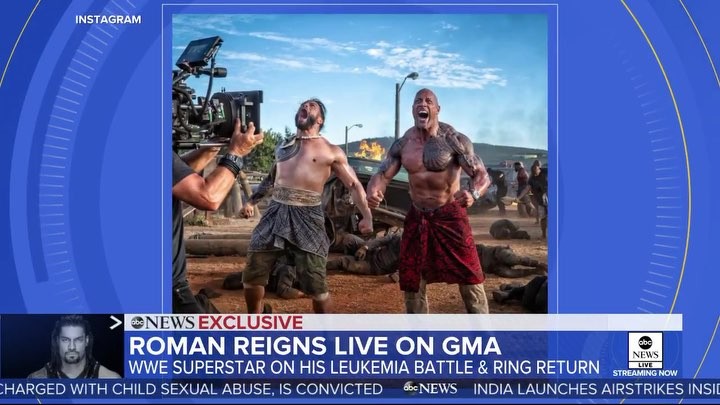 INSTAGRAM
abc NEWS EXCLUSIVE
ROMAN REIGNS LIVE ON GMA
WWE SUPERSTAR ON HIS LEUKEMIA BATTLE & RING RETURN
abc
NEWS
LIVE
STREAMING NOW
CHARGED WITH CHILD SEXUAL ABUSE, IS CONVICTED abc NEWS INDIA LAUNCHES AIRSTRIKES INSID